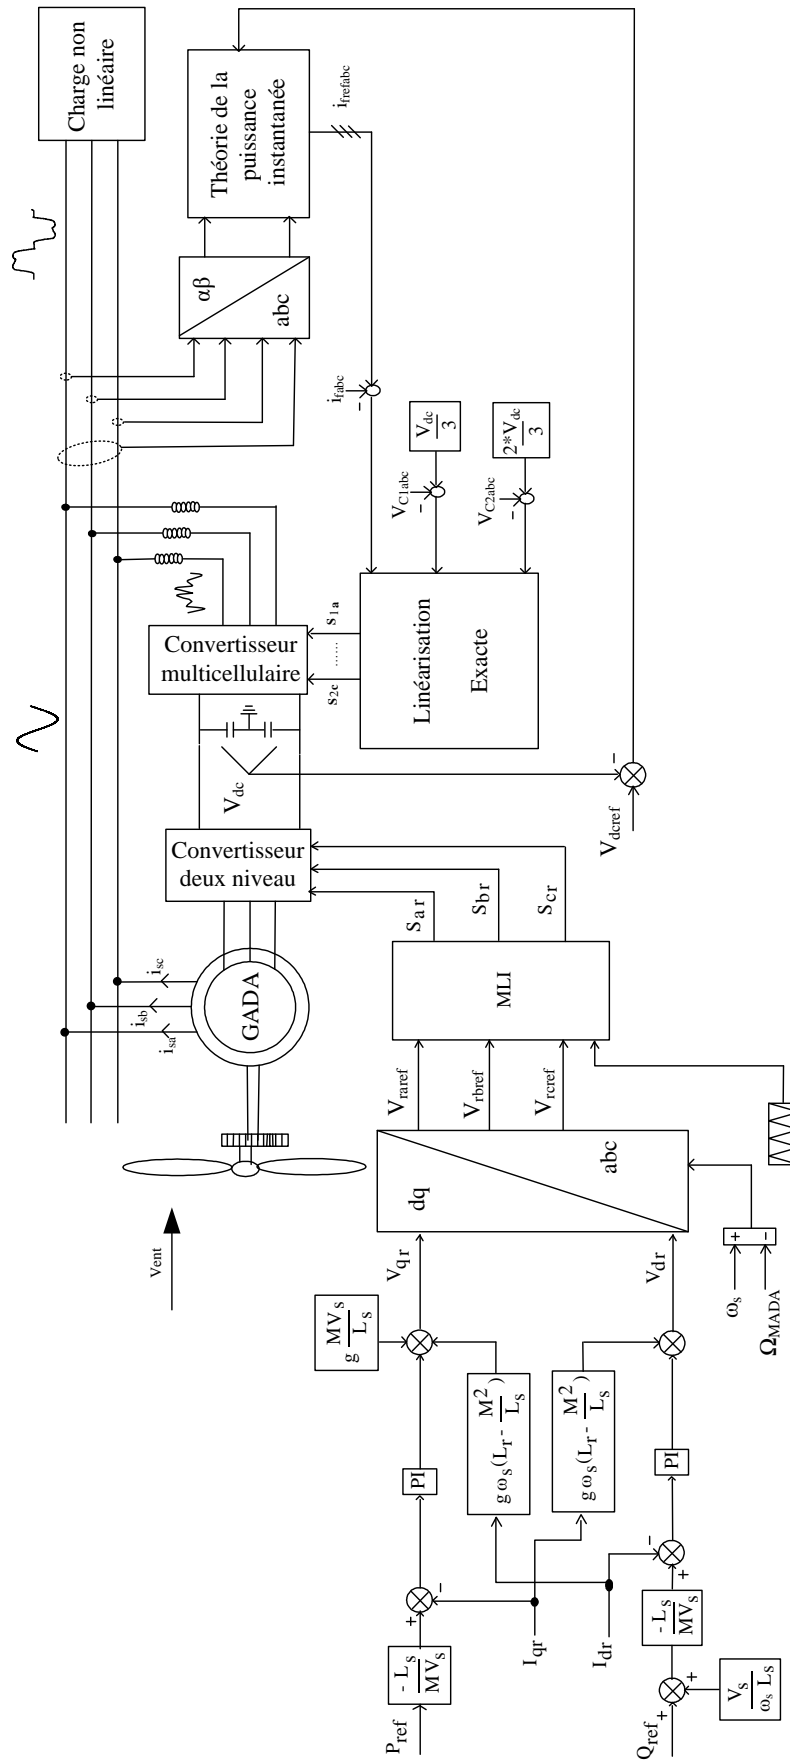 Charge non
linéaire
Théorie de la
puissance
instantanée
i_frefabc
αβ
abc
i_fabc
-
V_dc
3
V_C1abc
-
2*V_dc
3
V_C2abc
-
Convertisseur
multicellulaire
s_1a
......
s_2c
Linéarisation
Exacte
V_dc
-
V_dcref
Convertisseur
deux niveau
S_ar
S_br
S_cr
i_sc
i_sb
i_sa
GADA
MLI
V_raref
V_rbref
V_rcref
Vent
dq
abc
V_qr
V_dr
+
-
ω_s
Ω_MADA
g MV_s
L_s
g ω_s (L_r - M²)
L_s
g ω_s (L_r - M²)
L_s
PI
PI
+
-
-
+
- L_s
MV_s
I_qr
I_dr
- L_s
MV_s
P_ref
Q_ref
+
+
V_s
ω_s L_s